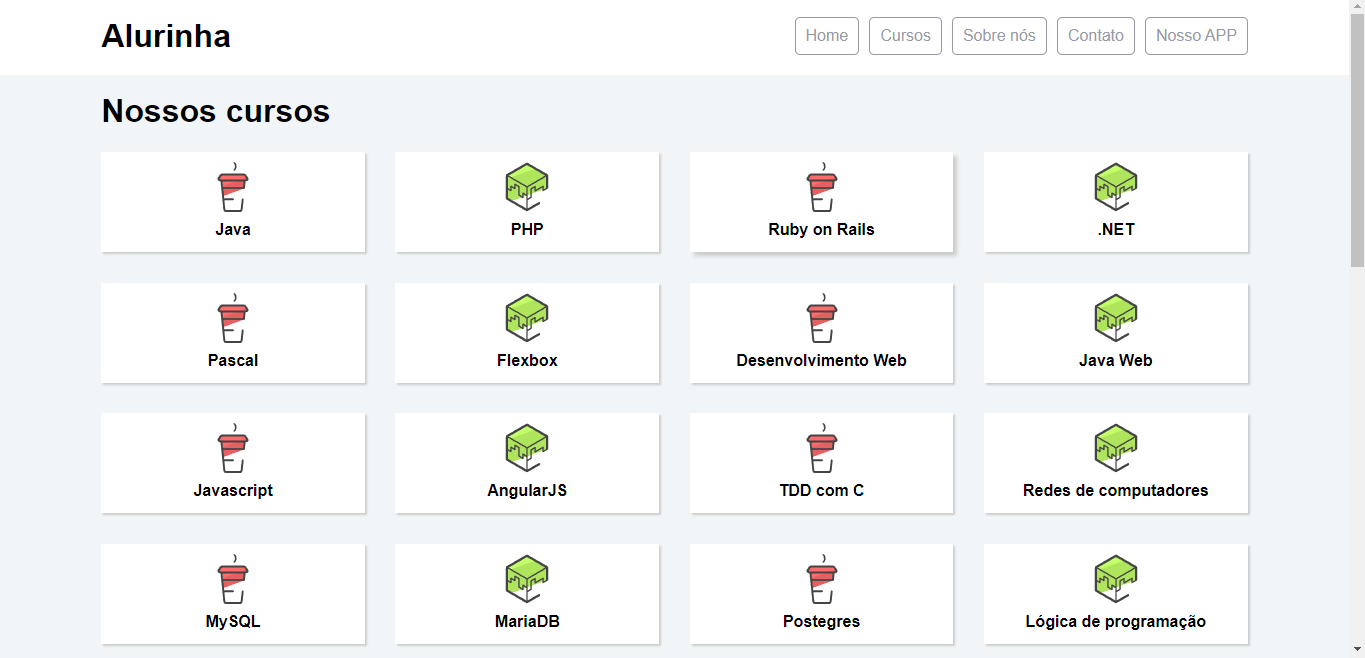 Alurinha
Home Cursos Sobre nós Contato Nosso APP
Nossos cursos
Java PHP Ruby on Rails .NET
Pascal Flexbox Desenvolvimento Web Java Web
Javascript AngularJS TDD com C Redes de computadores
MySQL MariaDB Postegres Lógica de programação